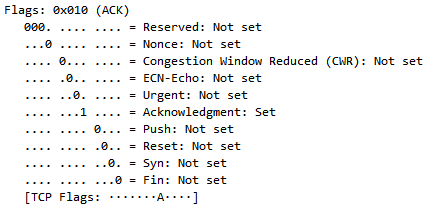 Flags: 0x010 (ACK)
000. .... .... = Reserved: Not set
...0 .... .... = Nonce: Not set
.... 0... .... = Congestion Window Reduced (CWR): Not set
.... .0.. .... = ECN-Echo: Not set
.... ..0. .... = Urgent: Not set
.... ...1 .... = Acknowledgment: Set
.... .... 0... = Push: Not set
.... .... .0.. = Reset: Not set
.... .... ..0. = Syn: Not set
.... .... ...0 = Fin: Not set
[TCP Flags: ·······A····]